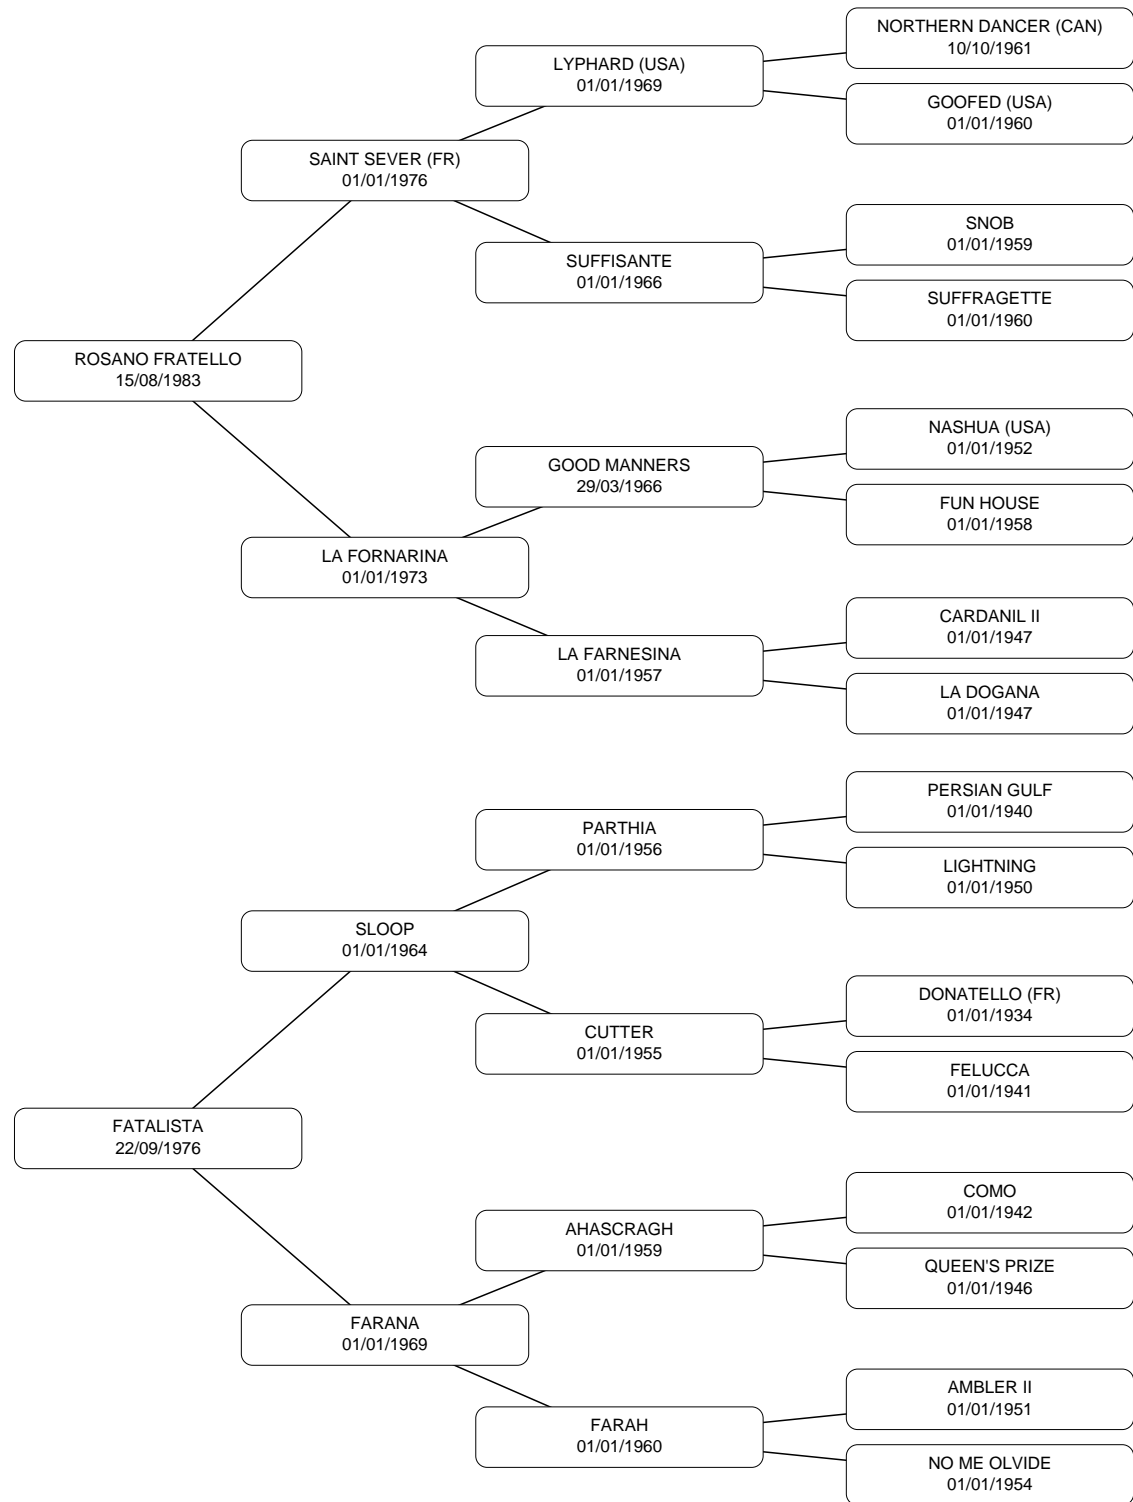 NORTHERN DANCER (CAN)
10/10/1961
LYPHARD (USA)
01/01/1969
GOOFED (USA)
01/01/1960
SAINT SEVER (FR)
01/01/1976
SNOB
01/01/1959
SUFFISANTE
01/01/1966
SUFFRAGETTE
01/01/1960
ROSANO FRATELLO
15/08/1983
NASHUA (USA)
01/01/1952
GOOD MANNERS
29/03/1966
FUN HOUSE
01/01/1958
LA FORNARINA
01/01/1973
CARDANIL II
01/01/1947
LA FARNESINA
01/01/1957
LA DOGANA
01/01/1947
PERSIAN GULF
01/01/1940
PARTHIA
01/01/1956
LIGHTNING
01/01/1950
SLOOP
01/01/1964
DONATELLO (FR)
01/01/1934
CUTTER
01/01/1955
FELUCCA
01/01/1941
FATALISTA
22/09/1976
COMO
01/01/1942
AHASCRAGH
01/01/1959
QUEEN'S PRIZE
01/01/1946
FARANA
01/01/1969
AMBLER II
01/01/1951
FARAH
01/01/1960
NO ME OLVIDE
01/01/1954